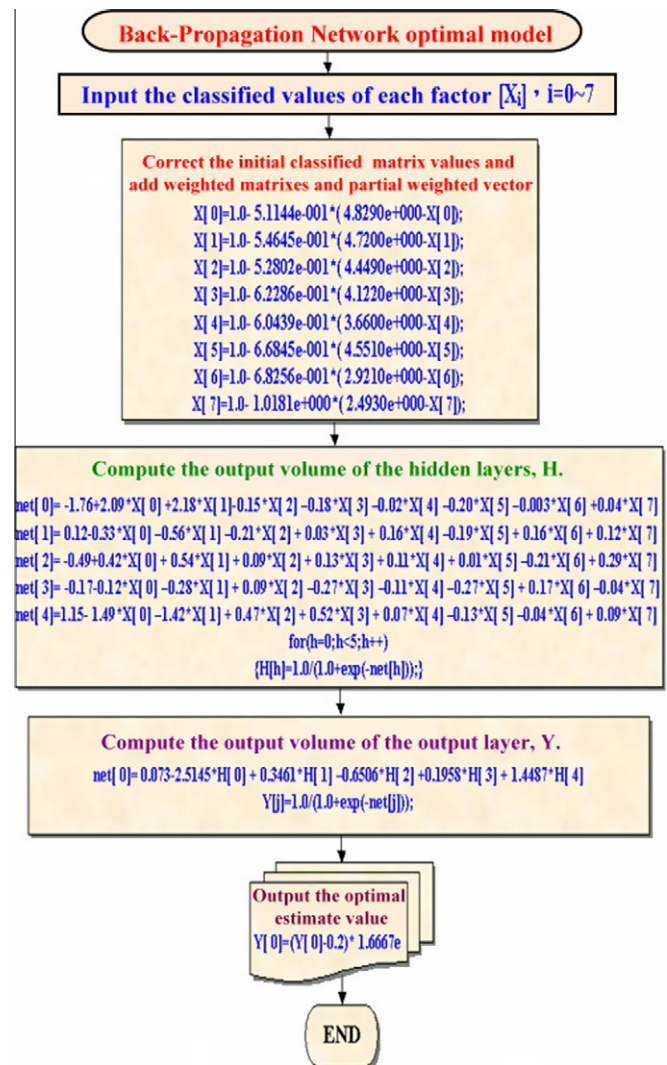 Back-Propagation Network optimal model
Input the classified values of each factor [Xi]，i=0~7
Correct the initial classified matrix values and
add weighted matrixes and partial weighted vector
X[ 0]=1.0- 5.1144e-001*( 4.8290e+000-X[ 0]);
X[ 1]=1.0- 5.4645e-001*( 4.7200e+000-X[ 1]);
X[ 2]=1.0- 5.2802e-001*( 4.4490e+000-X[ 2]);
X[ 3]=1.0- 6.2286e-001*( 4.1220e+000-X[ 3]);
X[ 4]=1.0- 6.0439e-001*( 3.6600e+000-X[ 4]);
X[ 5]=1.0- 6.6845e-001*( 4.5510e+000-X[ 5]);
X[ 6]=1.0- 6.8256e-001*( 2.9210e+000-X[ 6]);
X[ 7]=1.0- 1.0181e+000*( 2.4930e+000-X[ 7]);
Compute the output volume of the hidden layers, H.
net[ 0]= -1.76+2.09*X[ 0] +2.18*X[ 1]-0.15*X[ 2] –0.18*X[ 3] –0.02*X[ 4] –0.20*X[ 5] –0.003*X[ 6] +0.04*X[ 7]
net[ 1]= 0.12-0.33*X[ 0] –0.56*X[ 1] –0.21*X[ 2] + 0.03*X[ 3] + 0.16*X[ 4] –0.19*X[ 5] + 0.16*X[ 6] + 0.12*X[ 7]
net[ 2]= -0.49+0.42*X[ 0] + 0.54*X[ 1] + 0.09*X[ 2] + 0.13*X[ 3] + 0.11*X[ 4] + 0.01*X[ 5] –0.21*X[ 6] + 0.29*X[ 7]
net[ 3]= -0.17-0.12*X[ 0] –0.28*X[ 1] + 0.09*X[ 2] –0.27*X[ 3] –0.11*X[ 4] –0.27*X[ 5] + 0.17*X[ 6] –0.04*X[ 7]
net[ 4]=1.15- 1.49*X[ 0] –1.42*X[ 1] + 0.47*X[ 2] + 0.52*X[ 3] + 0.07*X[ 4] –0.13*X[ 5] –0.04*X[ 6] + 0.09*X[ 7]
for(h=0;h<5;h++)
{H[h]=1.0/(1.0+exp(-net[h]));}
Compute the output volume of the output layer, Y.
net[ 0]= 0.073-2.5145*H[ 0] + 0.3461*H[ 1] –0.6506*H[ 2] +0.1958*H[ 3] + 1.4487*H[ 4]
Y[j]=1.0/(1.0+exp(-net[j]));
Output the optimal
estimate value
Y[ 0]=(Y[ 0]-0.2)* 1.6667e
END